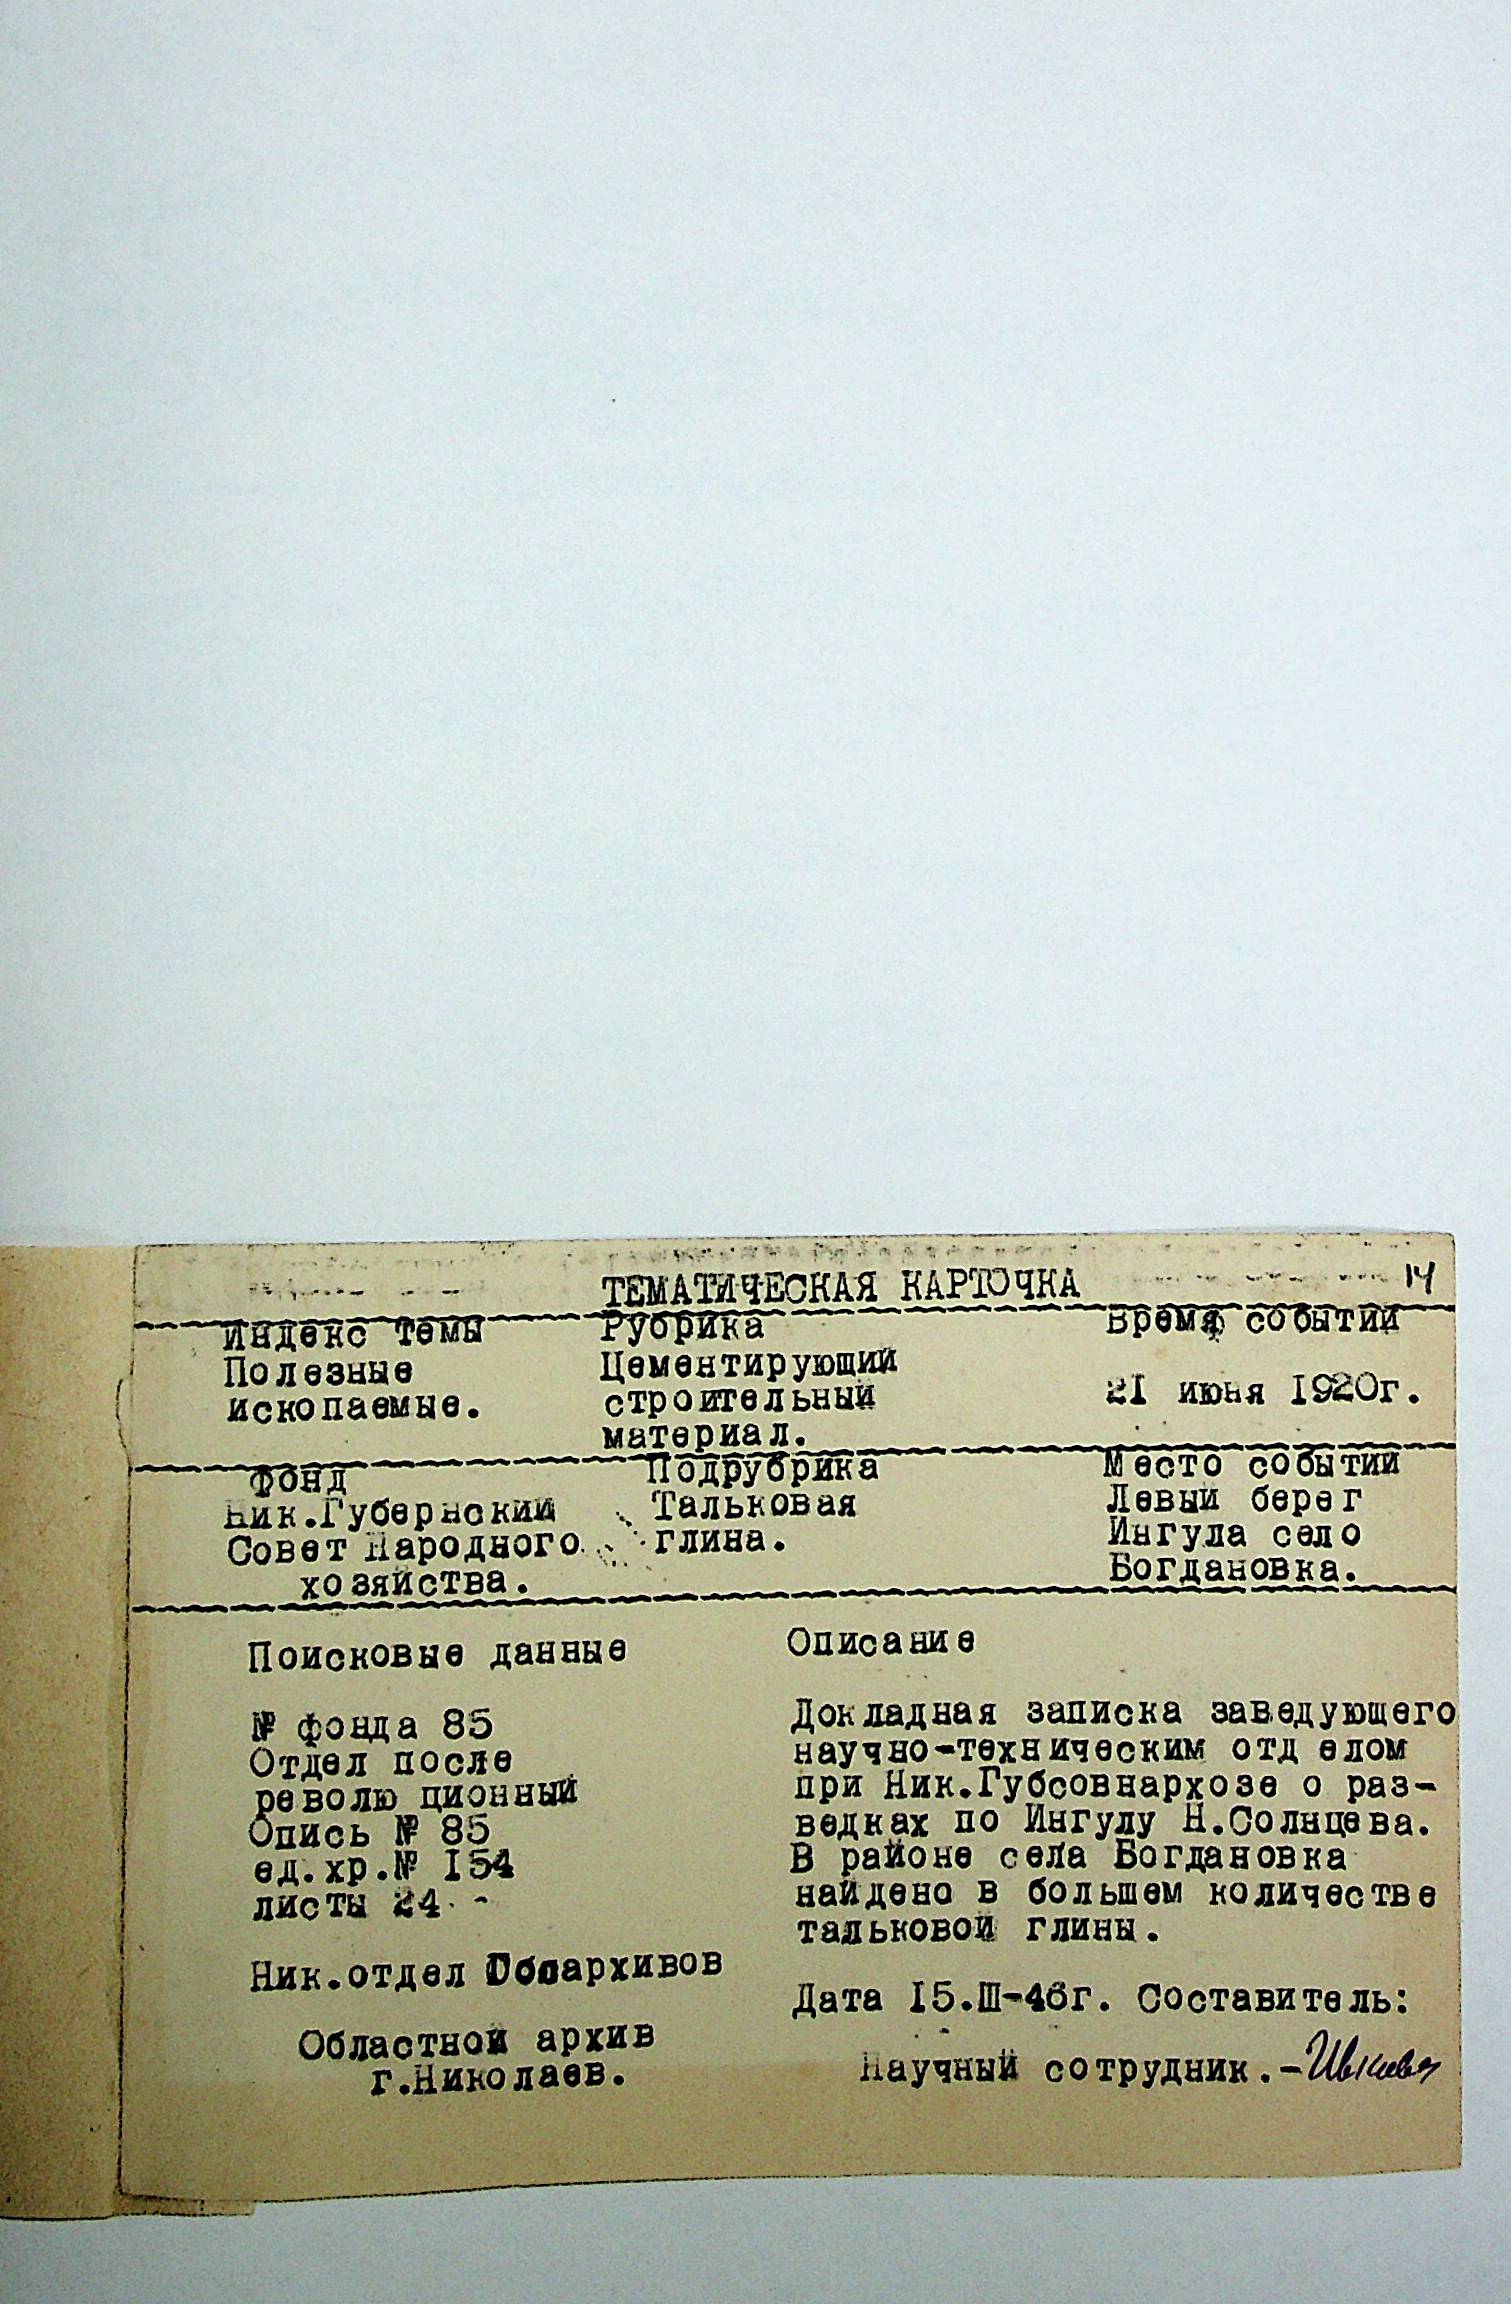 14
ТЕМАТИЧЕСКАЯ КАРТОЧКА
Индекс темы
Полезные
ископаемые.
Рубрика
Цементирующий
строительный
материал.
Время событий
21 июня 1920г.
Фонд
Ник.Губернский
Совет Народного
хозяйства.
Подрубрика
Тальковая
глина.
Место событий
Левый берег
Ингула село
Богдановка.
Поисковые данные
№ фонда 85
Отдел после
револю ционный
Опись № 85
ед.хр.№ 154
листы 24
Ник.отдел Облархивов
Областной архив
г.Николаев.
Описание
Докладная записка заведующего
научно-техническим отд елом
при Ник.Губсовнархозе о раз-
ведках по Ингулу Н.Солнцева.
В районе села Богдановка
найдено в большем количестве
тальковой глины.
Дата 15.III-46г. Составитель:
Научный сотрудник.-